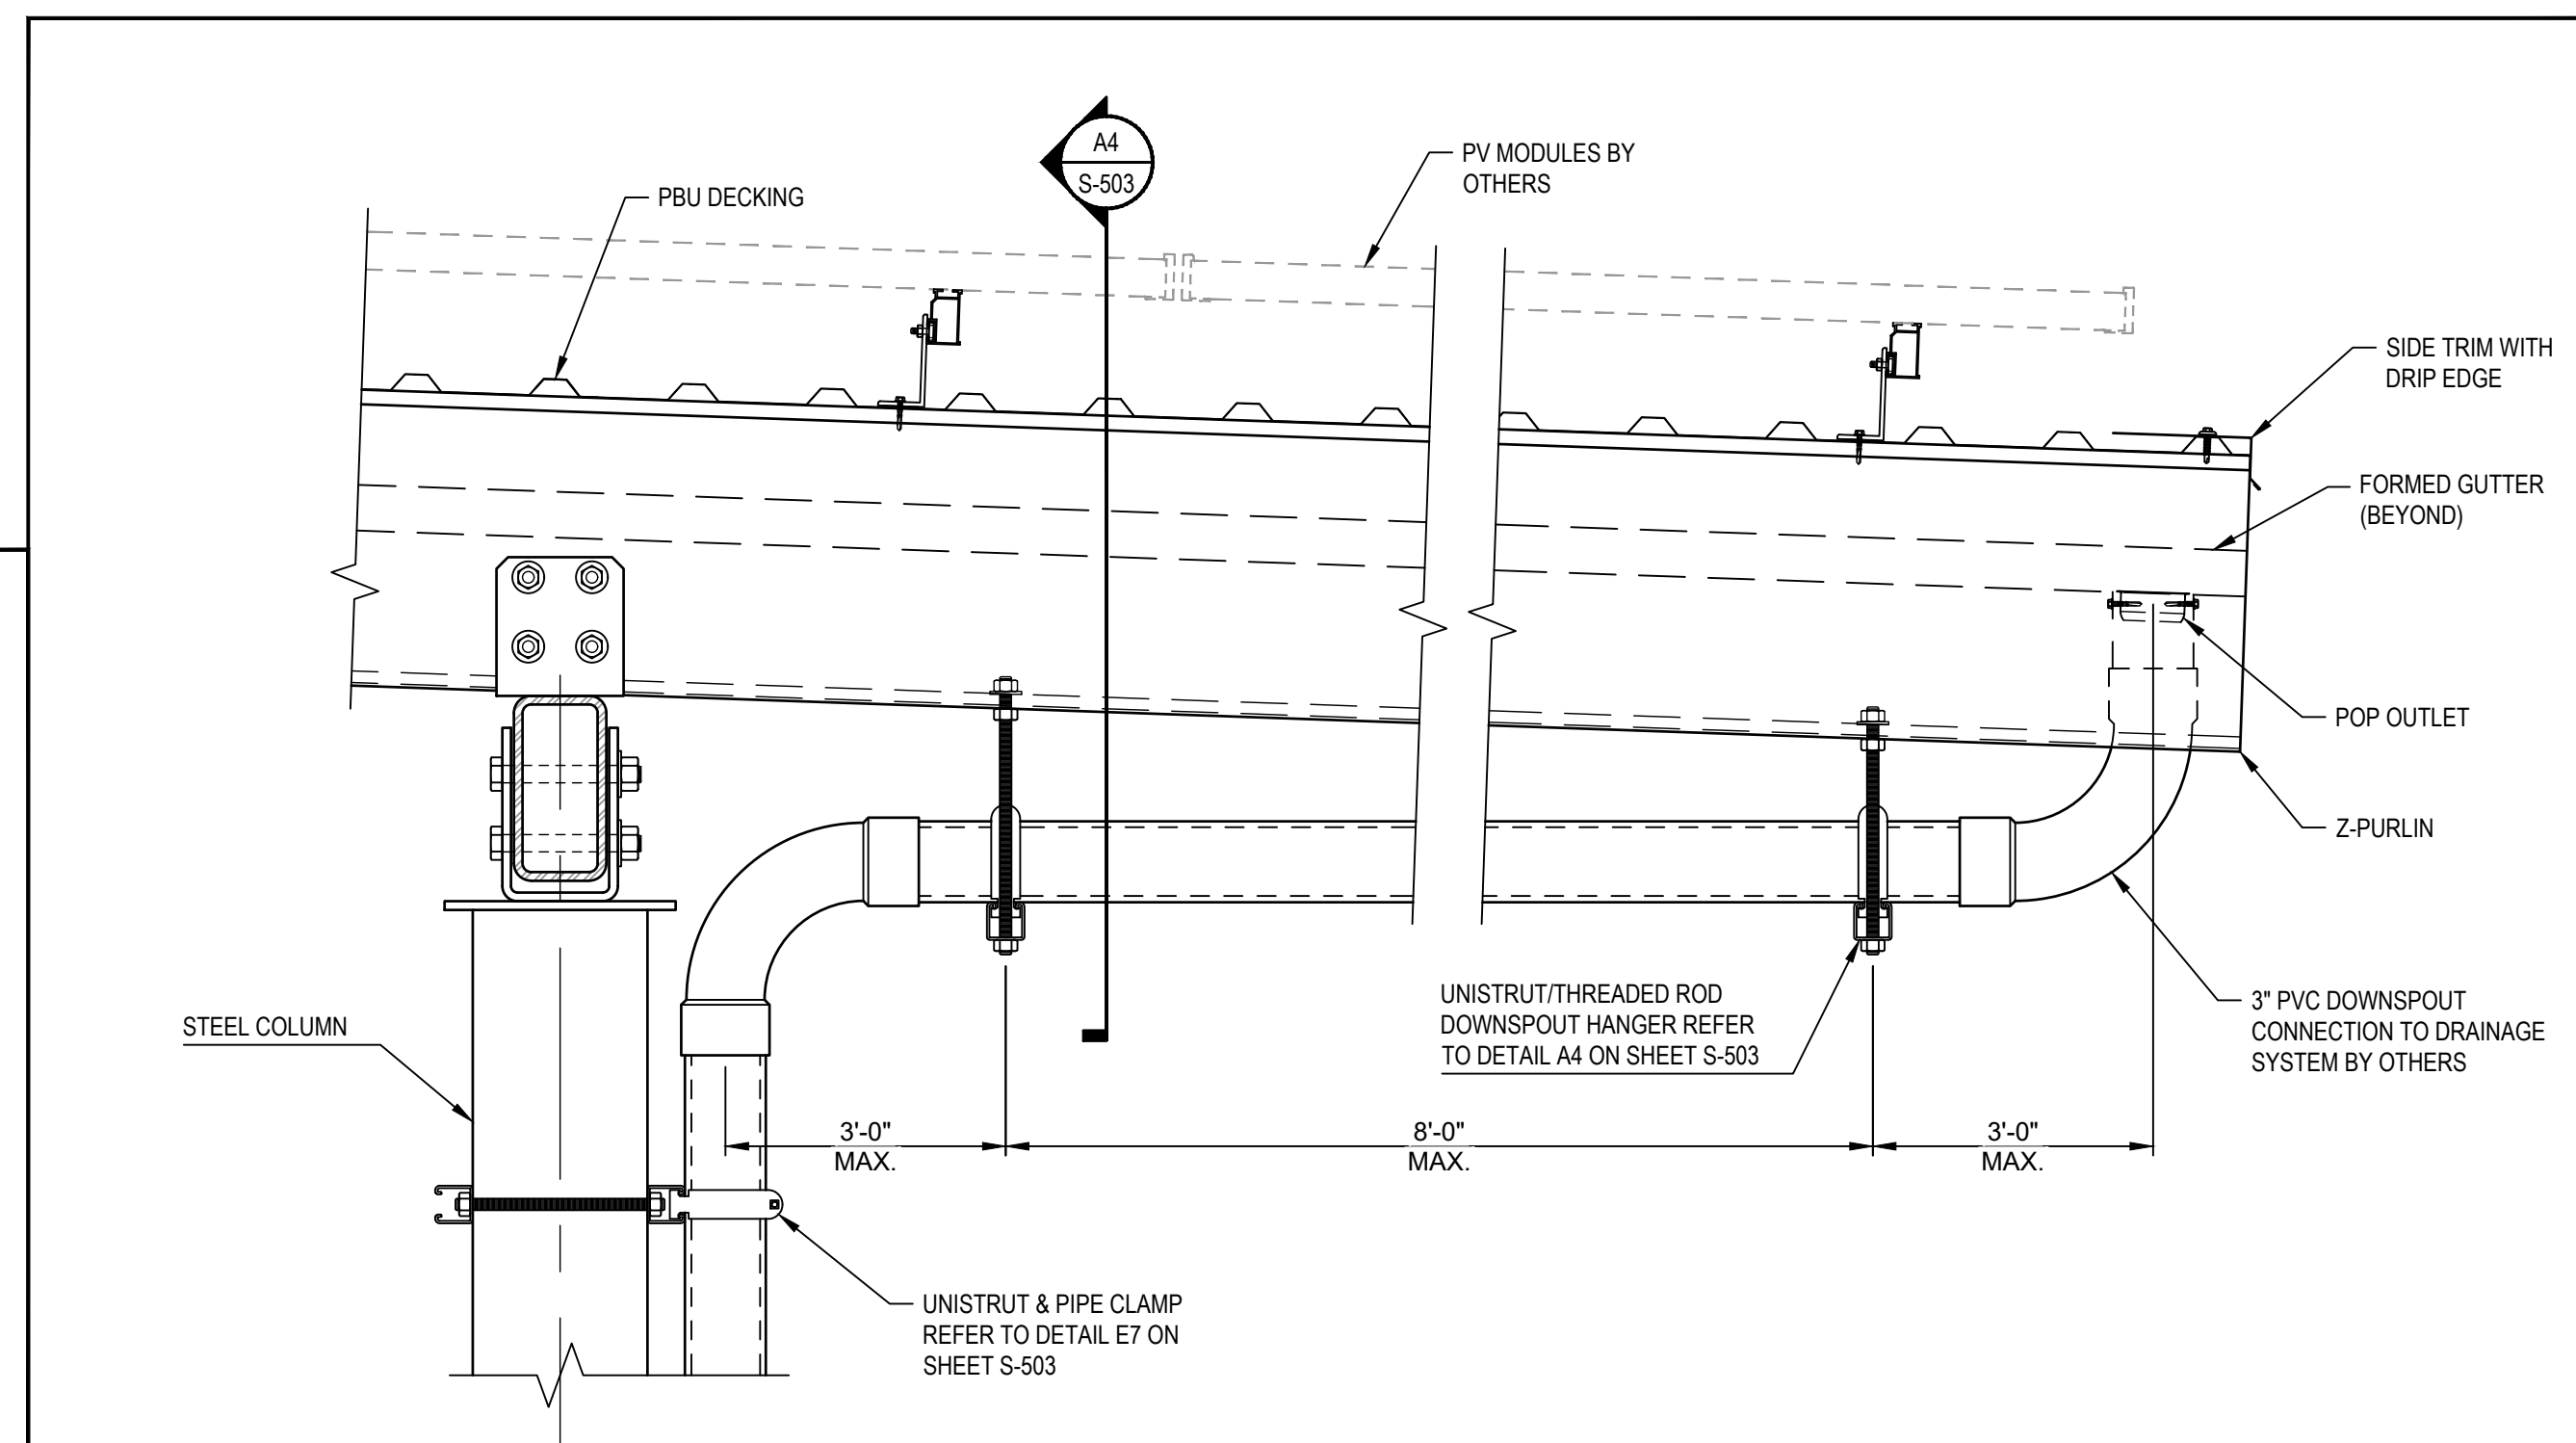 A4
S-503
PV MODULES BY
OTHERS
PBU DECKING
SIDE TRIM WITH
DRIP EDGE
FORMED GUTTER
(BEYOND)
POP OUTLET
Z-PURLIN
UNISTRUT/THREADED ROD
DOWNSPOUT HANGER REFER
TO DETAIL A4 ON SHEET S-503
3" PVC DOWNSPOUT
CONNECTION TO DRAINAGE
SYSTEM BY OTHERS
STEEL COLUMN
3'-0"
MAX.
8'-0"
MAX.
3'-0"
MAX.
UNISTRUT & PIPE CLAMP
REFER TO DETAIL E7 ON
SHEET S-503